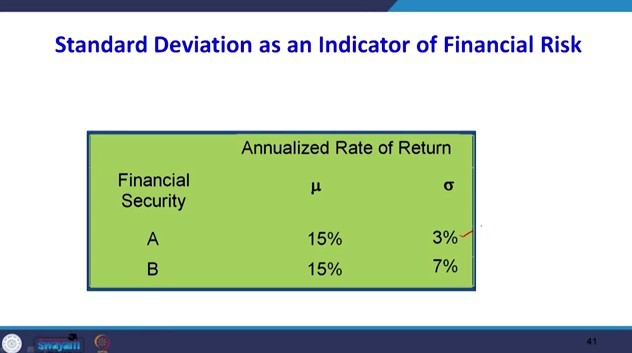 Standard Deviation as an Indicator of Financial Risk
Annualized Rate of Return
Financial
Security
μ
σ
A
15%
3%
B
15%
7%
swayam
41